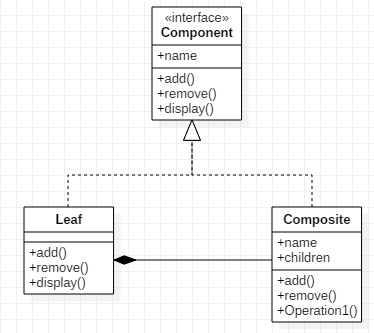 «interface»
Component
+name
+add()
+remove()
+display()
Leaf
+add()
+remove()
+display()
Composite
+name
+children
+add()
+remove()
+Operation1()